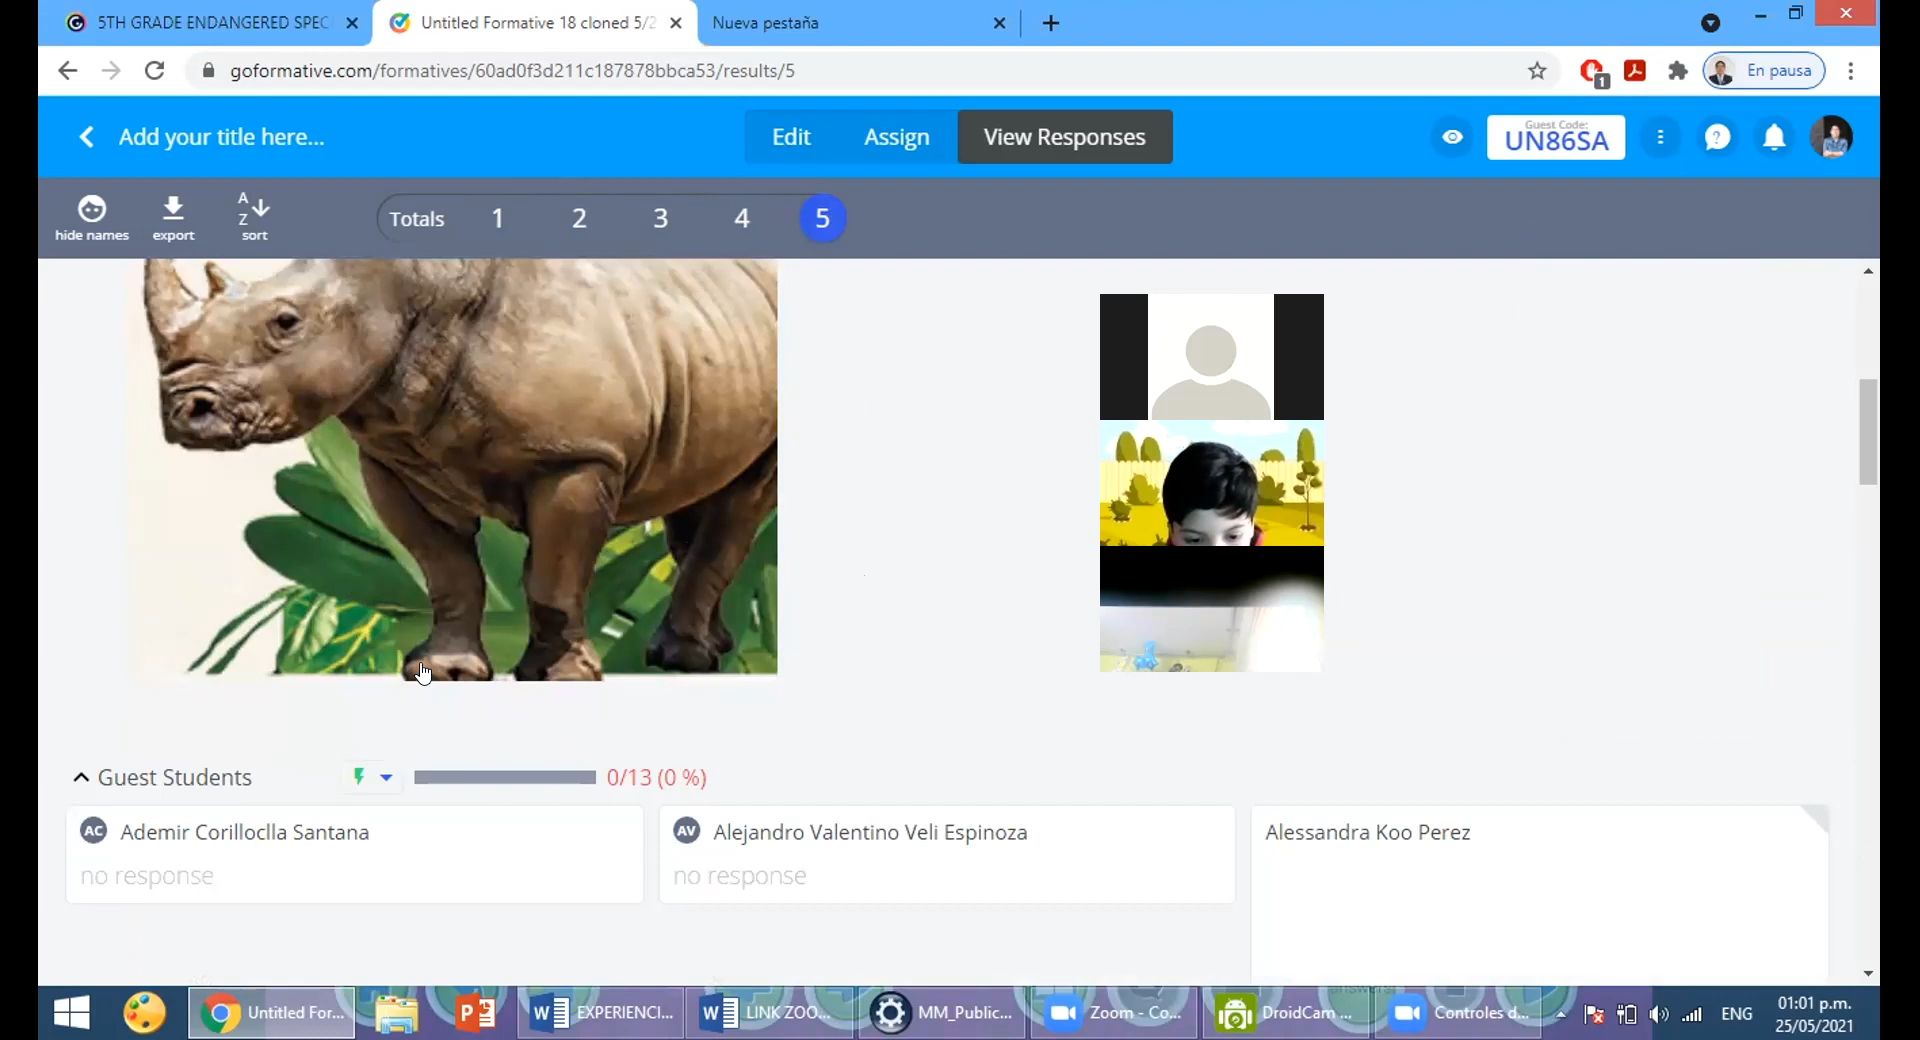 5TH GRADE ENDANGERED SPEC
Untitled Formative 18 cloned 5/2
Nueva pestaña
goformative.com/formatives/60ad0f3d211c187878bbca53/results/5
1
En pausa
Add your title here...
Edit
Assign
View Responses
Guest Code:
UN86SA
hide names
export
A
Z
sort
Totals
1
2
3
4
5
Guest Students
0/13 (0 %)
AC
Ademir Corilloclla Santana
no response
AV
Alejandro Valentino Veli Espinoza
no response
Alessandra Koo Perez
Untitled For...
EXPERIENCI...
LINK ZOO...
MM_Public...
Zoom - Co...
DroidCam ...
Controles d...
ENG
01:01 p.m.
25/05/2021